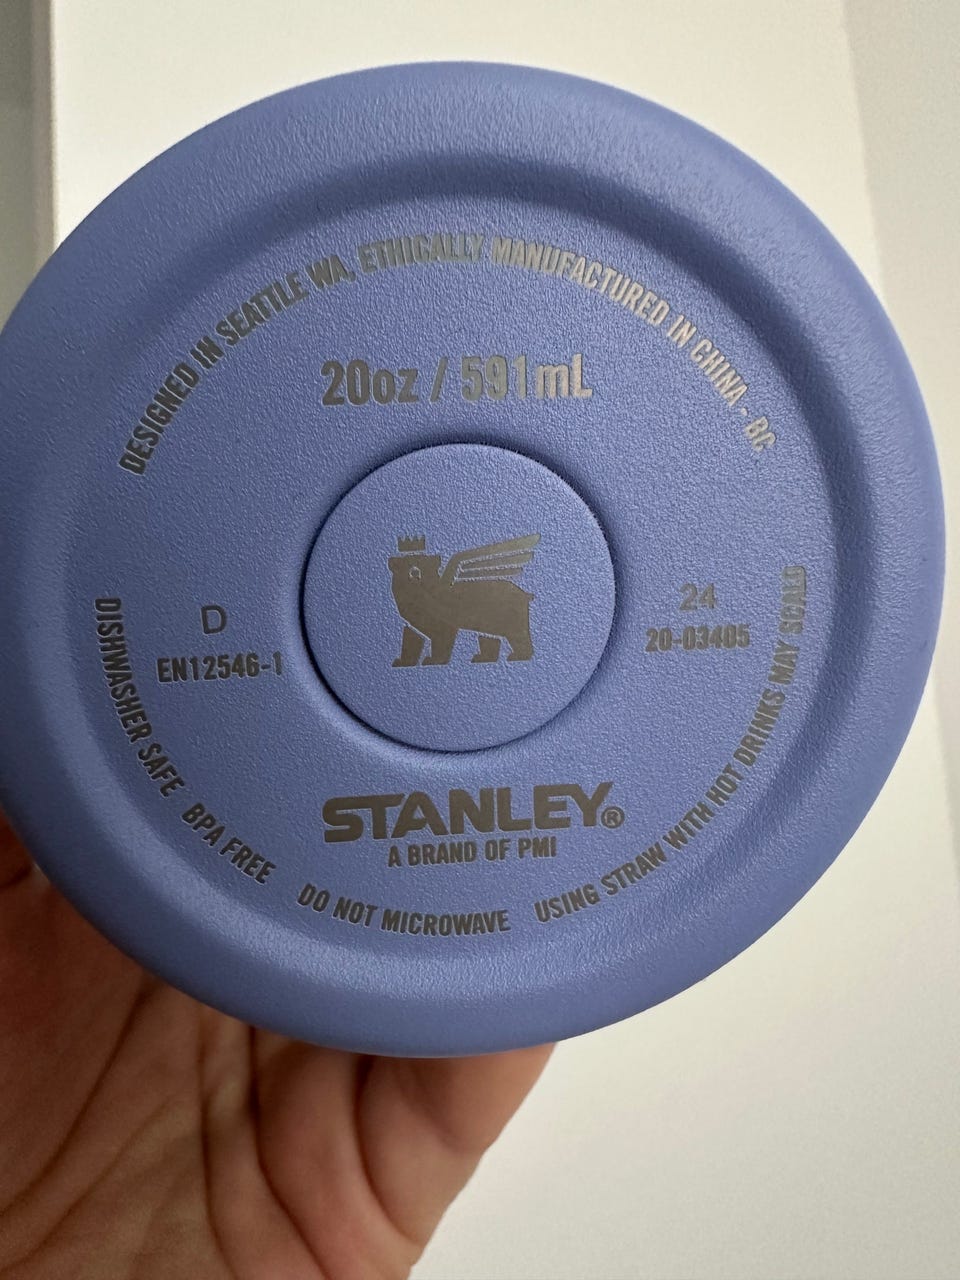 DESIGNED IN SEATTLE WA, ETHICALLY MANUFACTURED IN CHINA - BC
20oz / 591mL
D
EN12546-1
24
20-03405
STANLEY®
A BRAND OF PMI
DISHWASHER SAFE BPA FREE DO NOT MICROWAVE USING STRAW WITH HOT DRINKS MAY SCALD